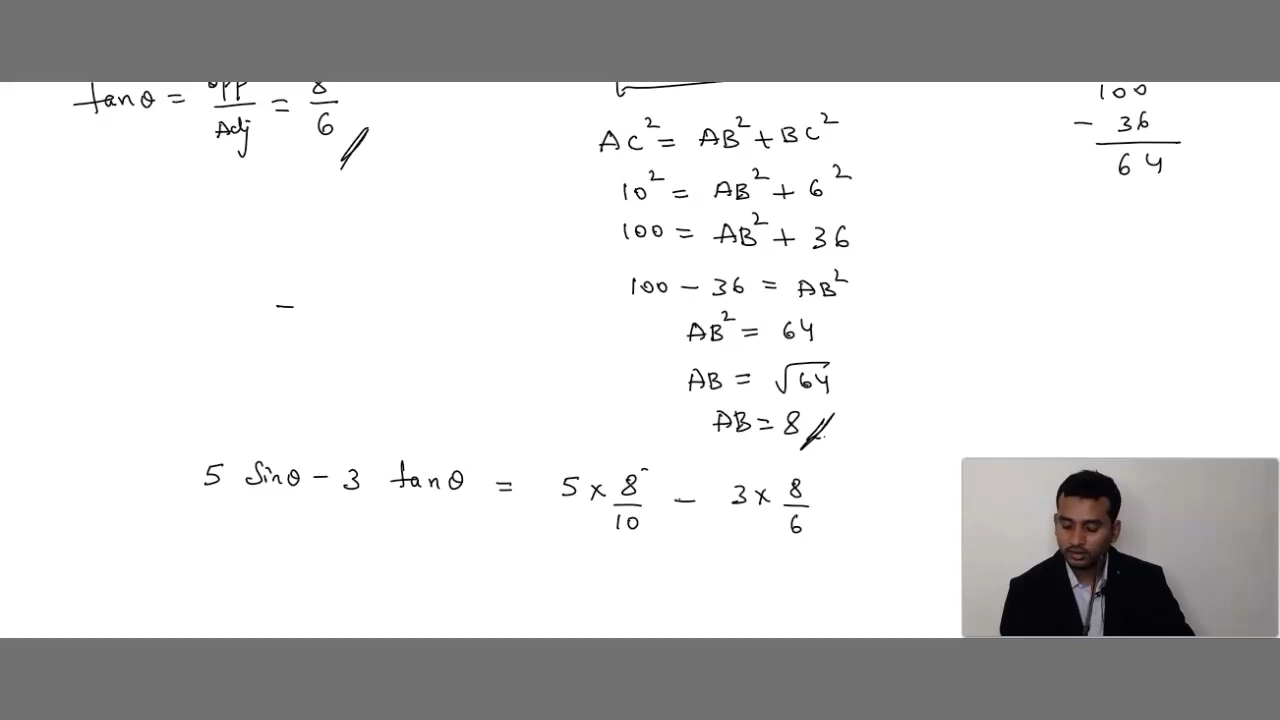 tanθ = opp/Adj = 8/6
AC² = AB² + BC²
10² = AB² + 6²
100 = AB² + 36
100 − 36 = AB²
AB² = 64
AB = √64
AB = 8
100
− 36
64
−
5 sinθ − 3 tanθ = 5 × 8/10 − 3 × 8/6